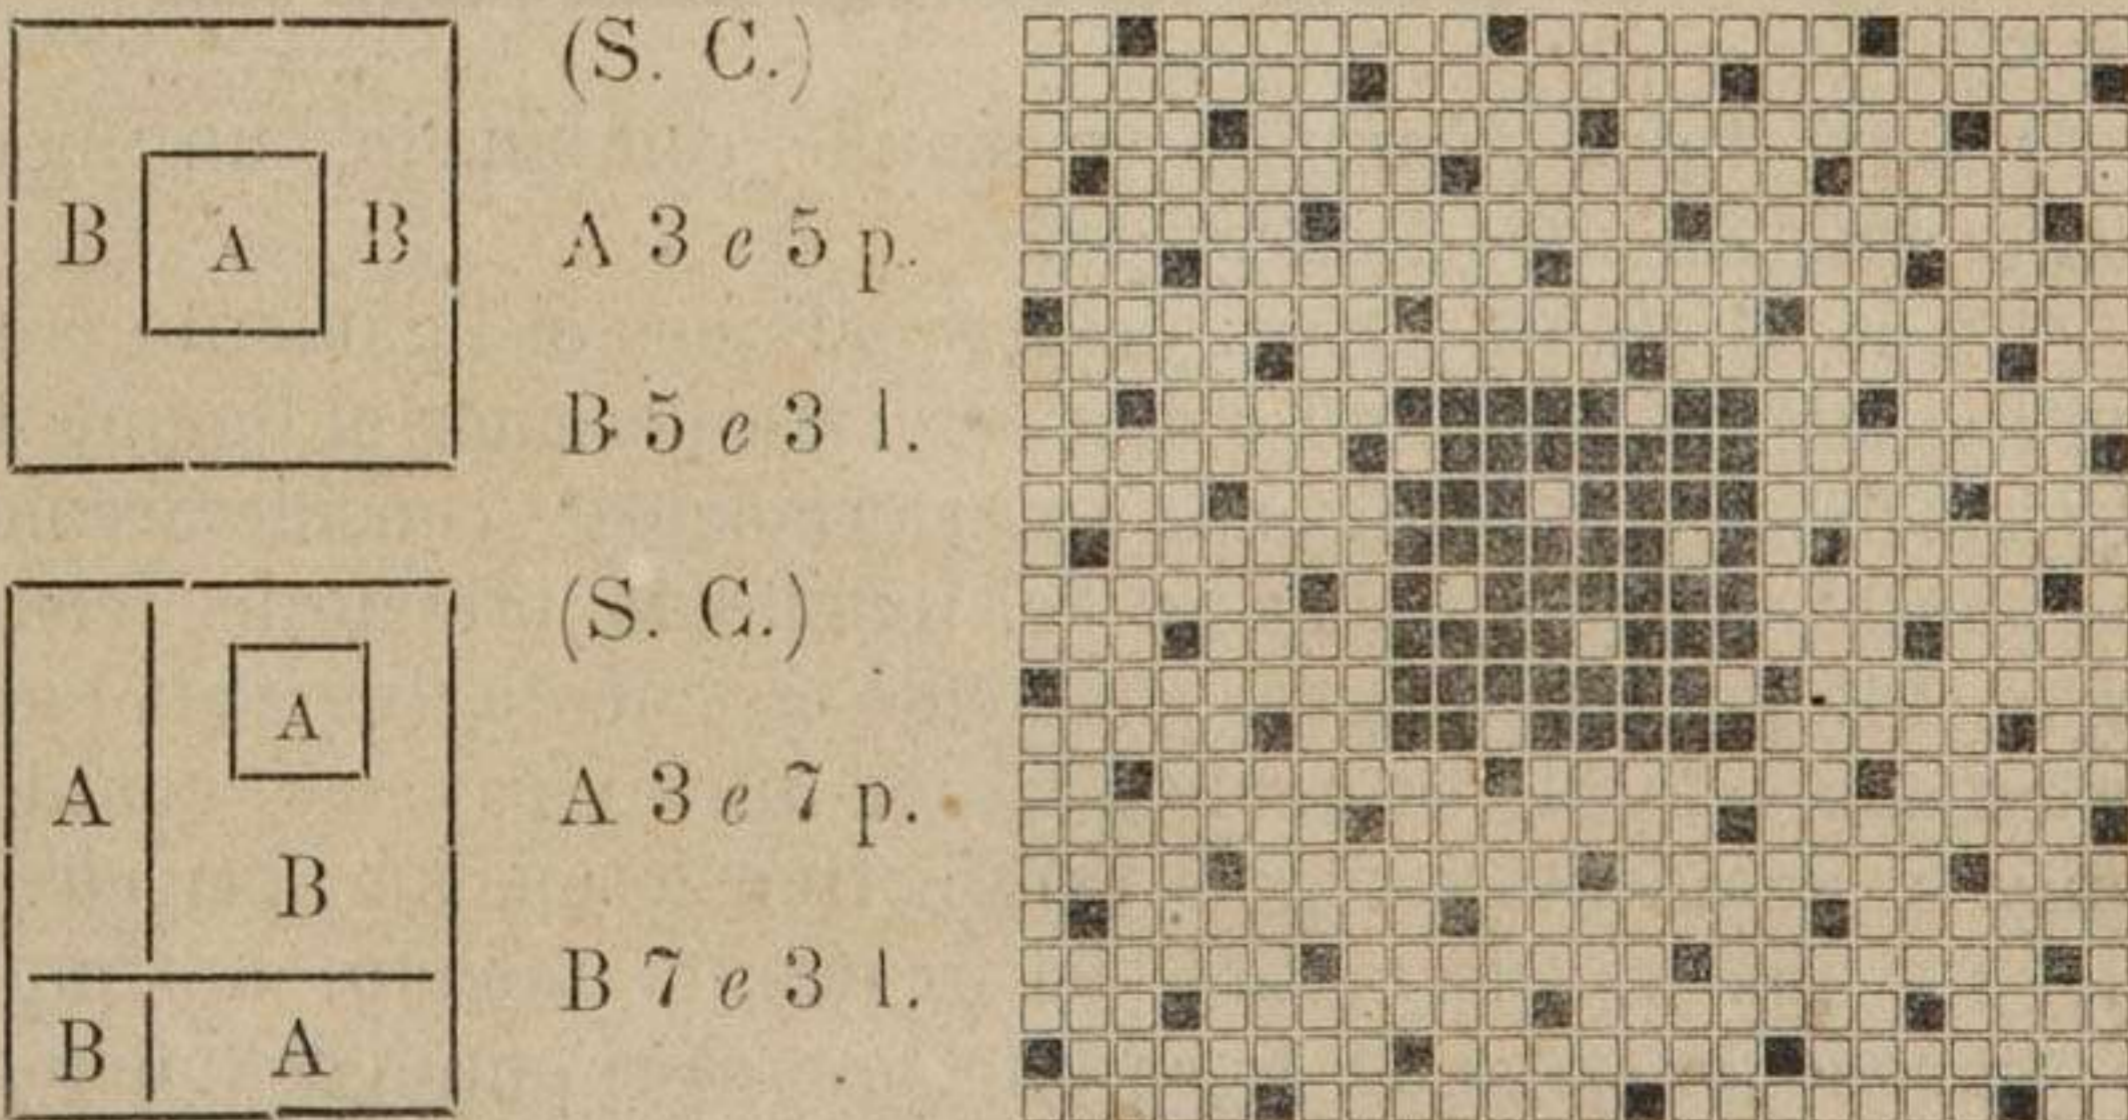 (S. C.)
B A B
A 3 e 5 p.
B 5 e 3 l.
(S. C.)
A
A
A 3 e 7 p.
B
B 7 e 3 l.
B A